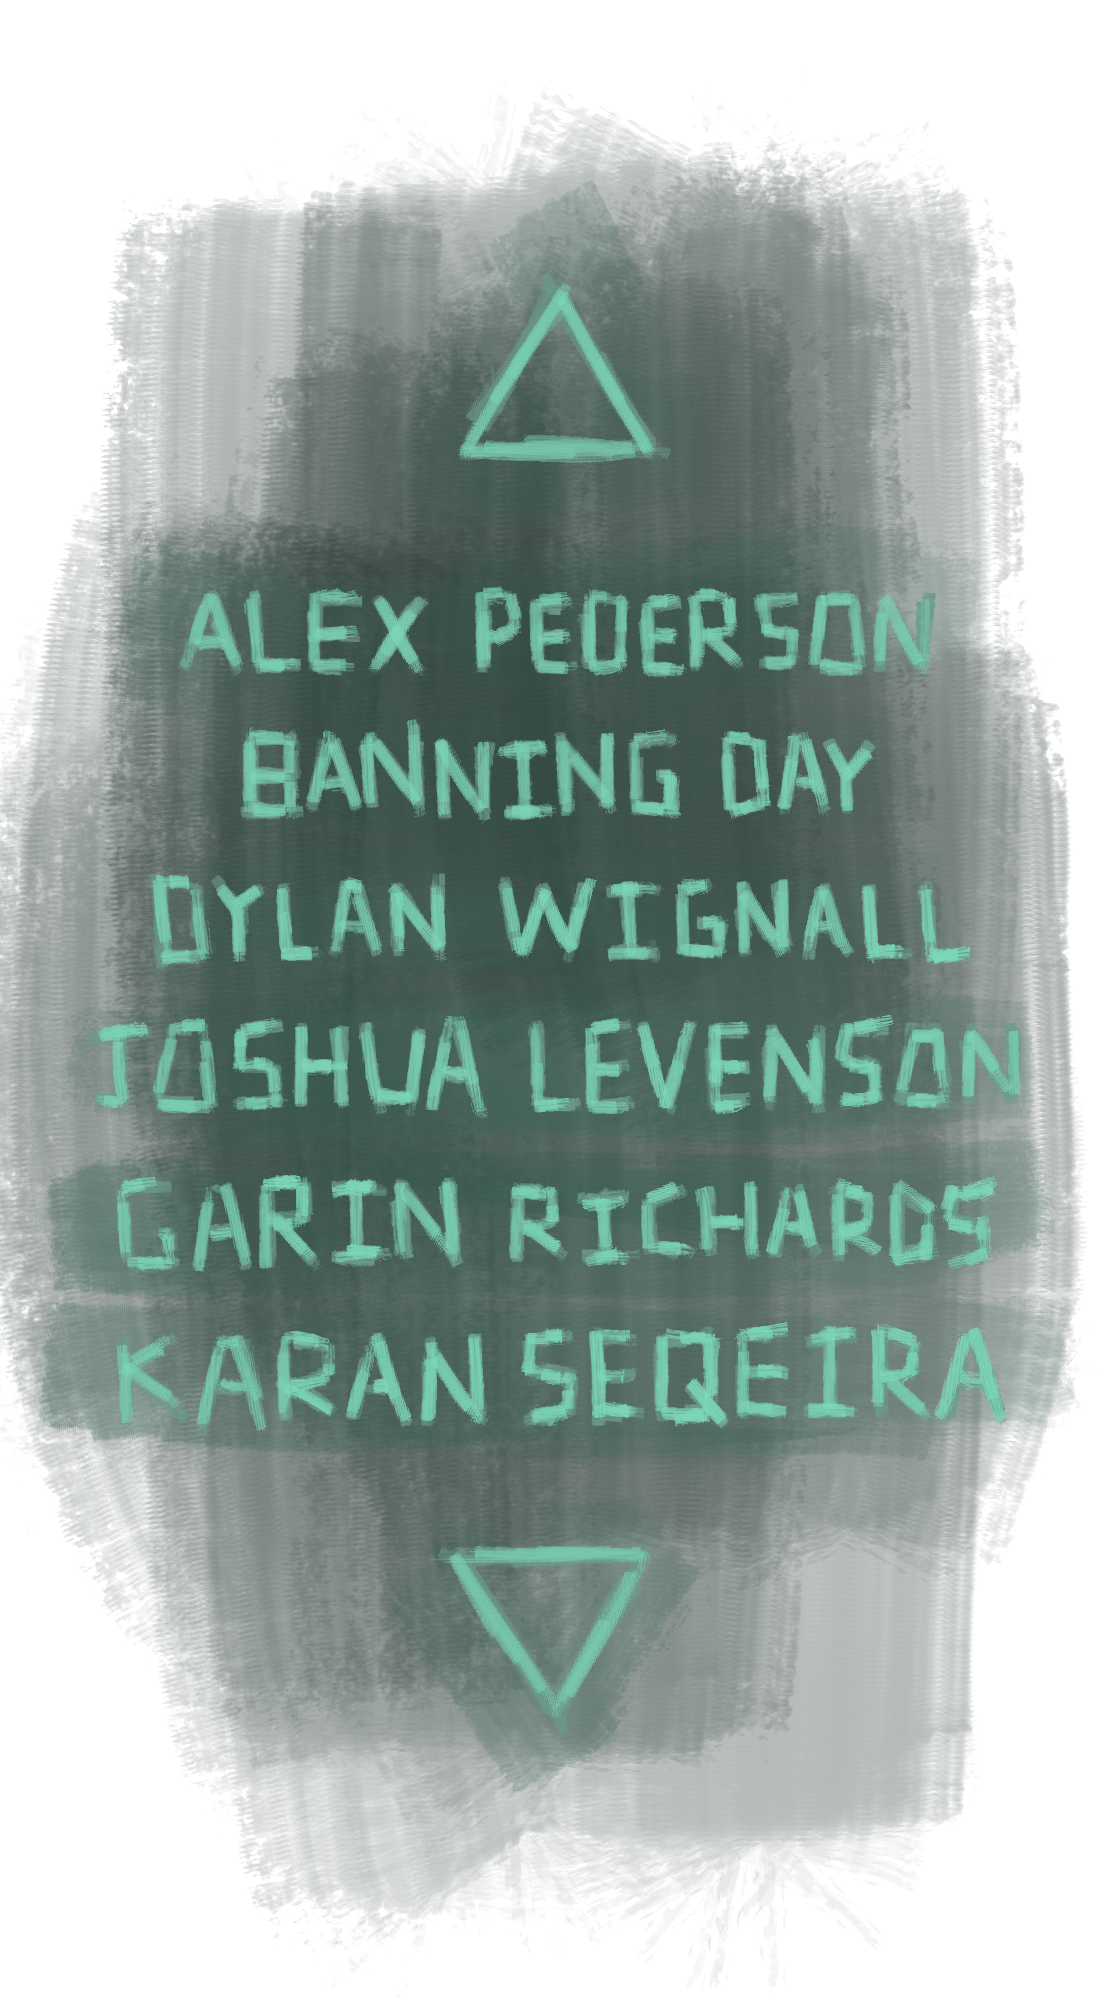 ALEX PEDERSON
BANNING DAY
DYLAN WIGNALL
JOSHUA LEVENSON
GARIN RICHARDS
KARAN SEQEIRA